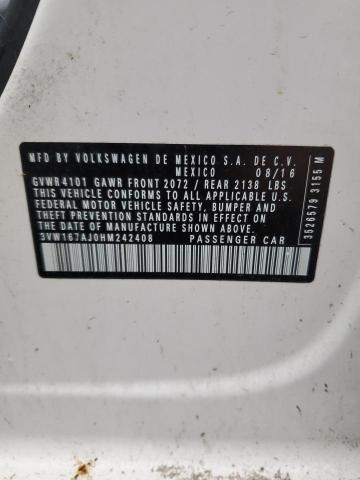 MFD BY VOLKSWAGEN DE MEXICO S.A. DE C.V.
MEXICO 08/16
GVWR 4101 GAWR FRONT 2072 / REAR 2138 LBS
THIS VEHICLE CONFORMS TO ALL APPLICABLE U.S.
FEDERAL MOTOR VEHICLE SAFETY, BUMPER AND
THEFT PREVENTION STANDARDS IN EFFECT ON
THE DATE OF MANUFACTURE SHOWN ABOVE.
3VW167AJ0HM242408 PASSENGER CAR
3526579 3155 M